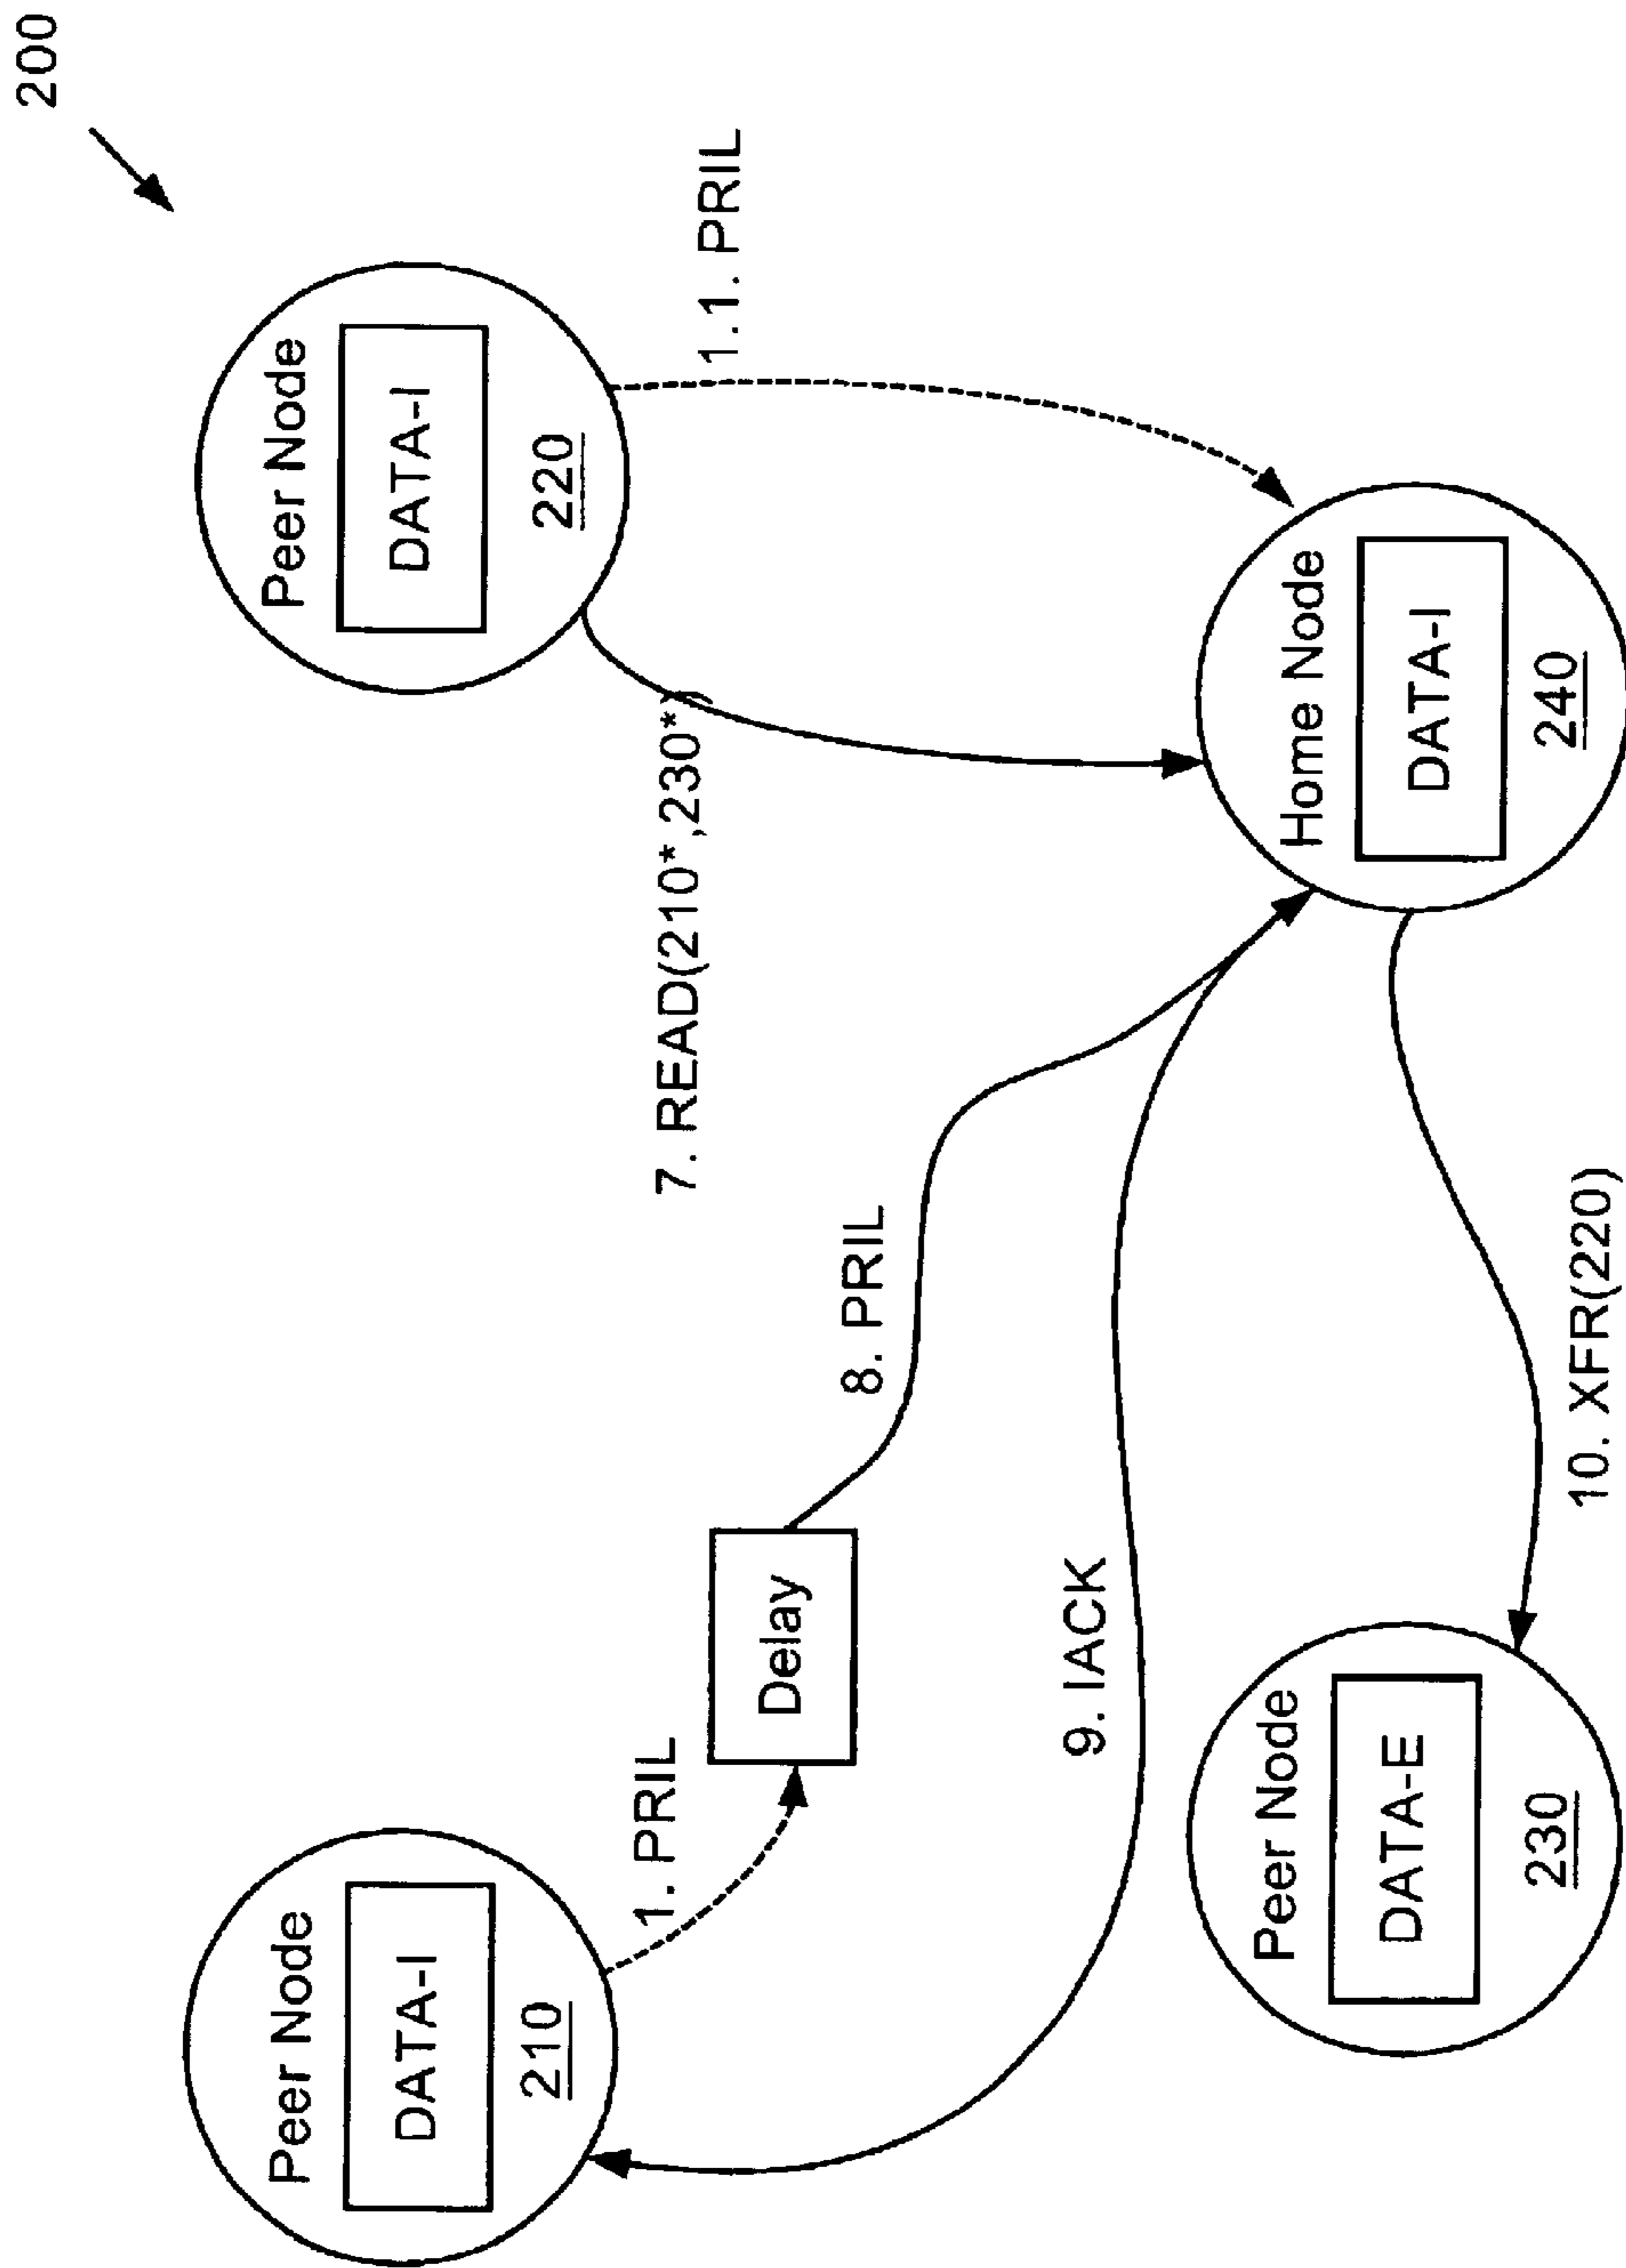 200
Peer Node
DATA-I
210
Peer Node
DATA-I
220
1. PRIL
Delay
7. READ(210*,230*)
1.1. PRIL
8. PRIL
9. IACK
Peer Node
DATA-E
230
Home Node
DATA-I
240
10. XFR(220)